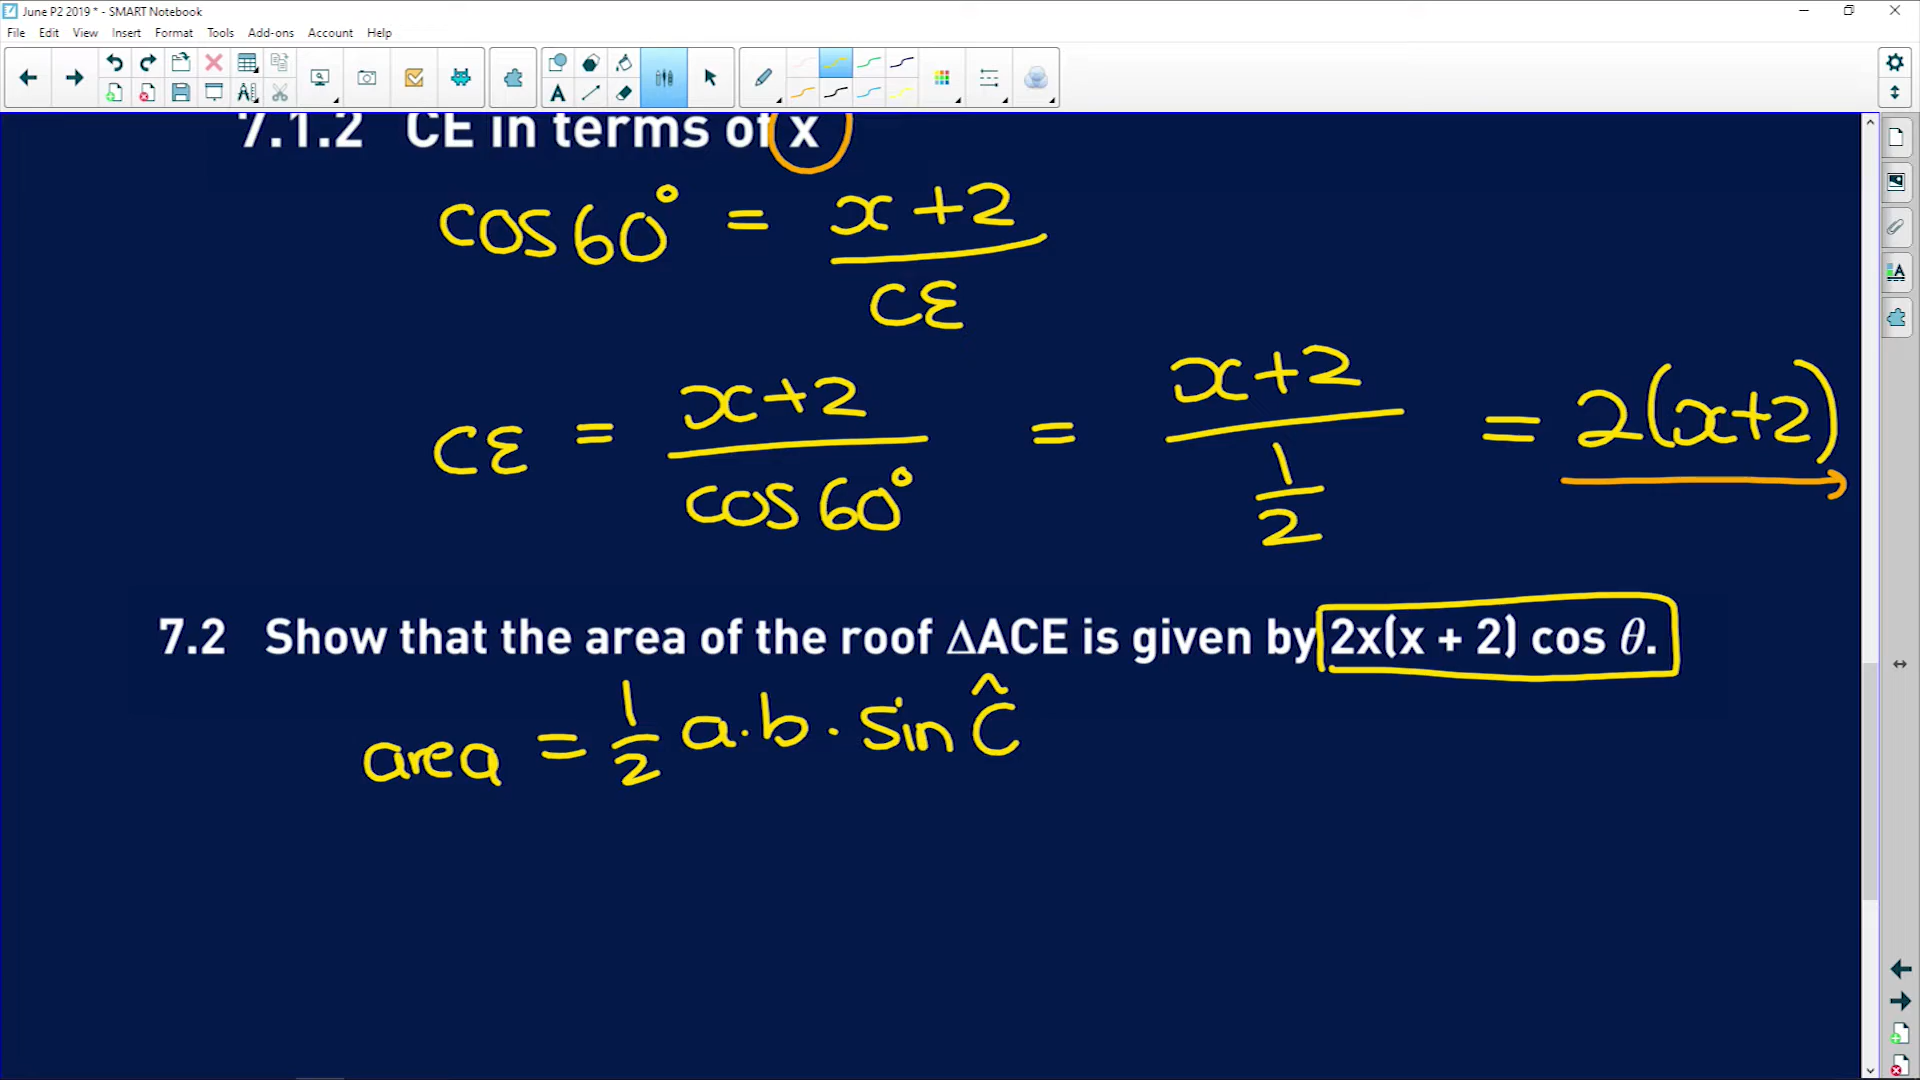 June P2 2019 * - SMART Notebook
File Edit View Insert Format Tools Add-ons Account Help
7.1.2 CE in terms of x
cos 60° = x+2 / CE
CE = x+2 / cos 60° = x+2 / 1/2 = 2(x+2)
7.2 Show that the area of the roof ΔACE is given by 2x(x + 2) cos θ.
area = 1/2 a.b. sin Ĉ